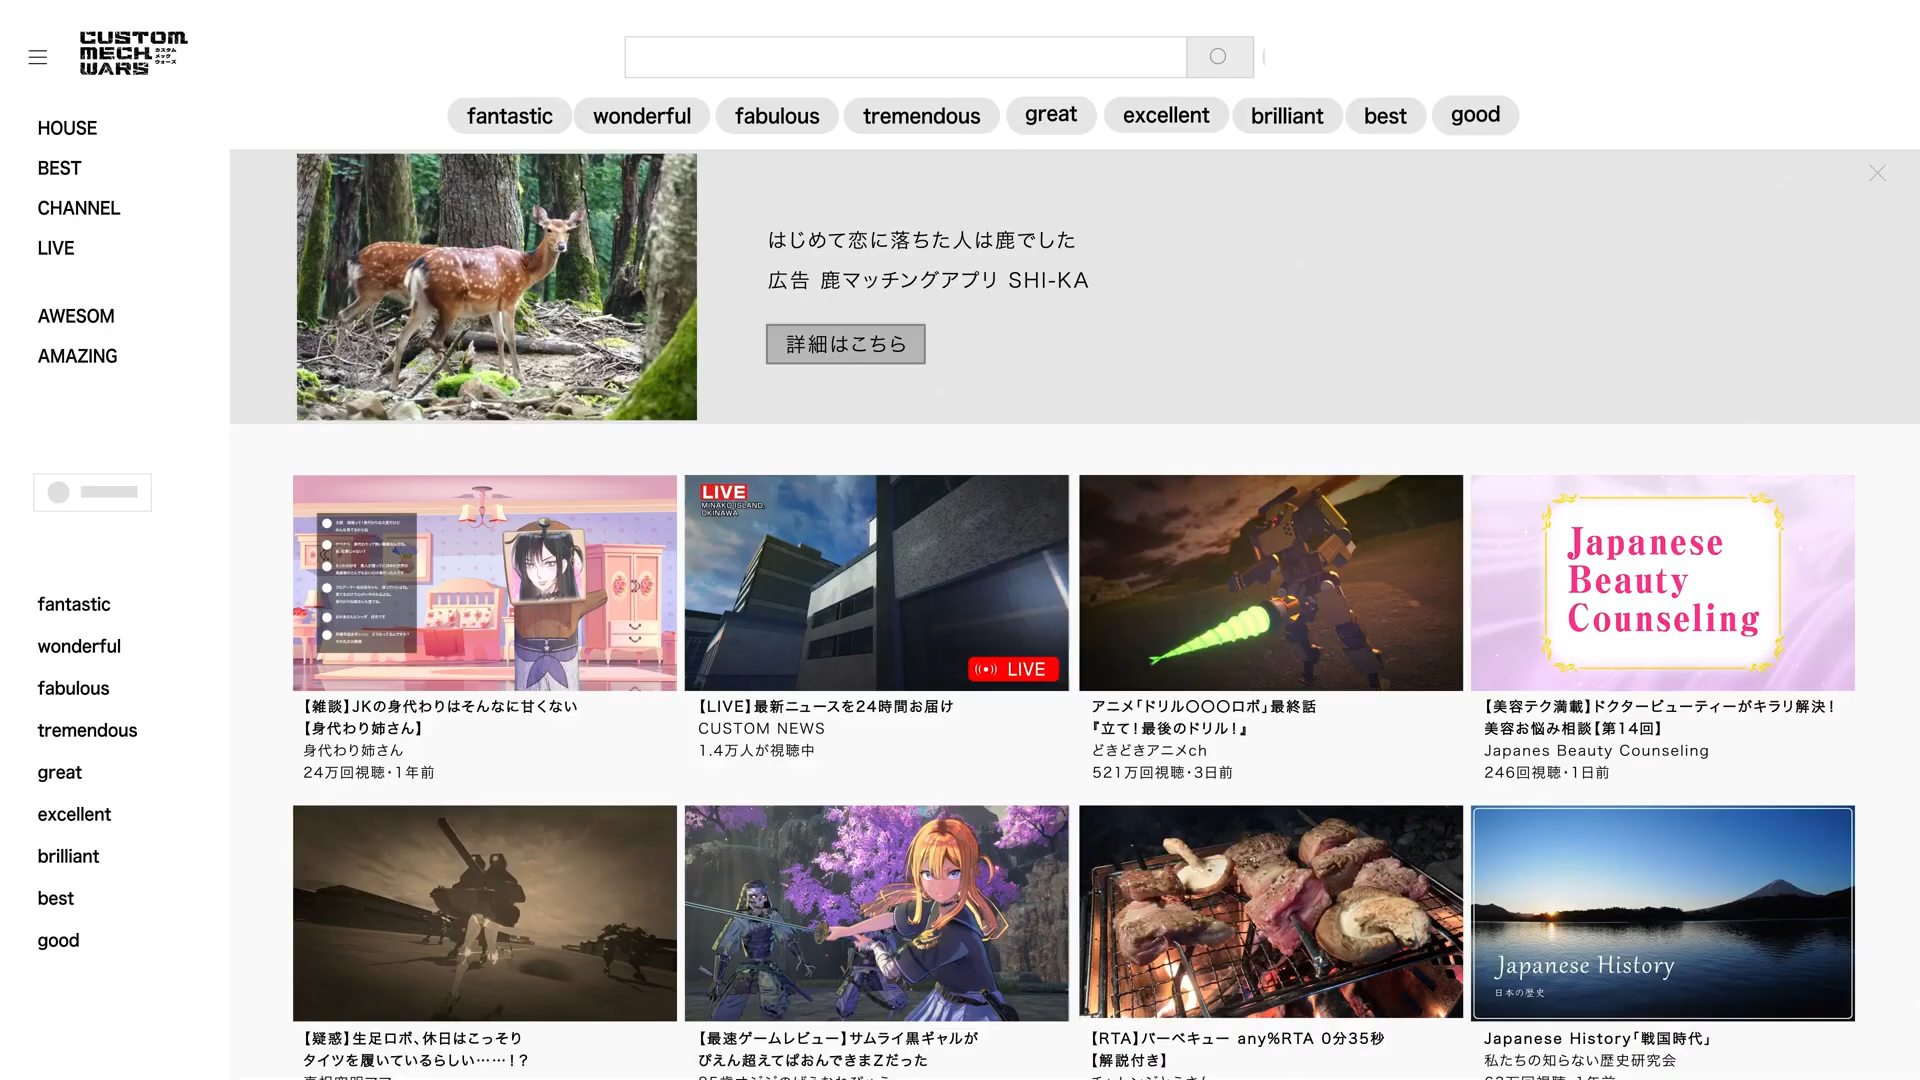 CUSTOM
MECH
WARS
カスタム
メック
ウォーズ
fantastic
wonderful
fabulous
tremendous
great
excellent
brilliant
best
good
HOUSE
BEST
CHANNEL
LIVE
AWESOM
AMAZING
fantastic
wonderful
fabulous
tremendous
great
excellent
brilliant
best
good
はじめて恋に落ちた人は鹿でした
広告 鹿マッチングアプリ SHI-KA
詳細はこちら
【雑談】JKの身代わりはそんなに甘くない
【身代わり姉さん】
身代わり姉さん
24万回視聴・1年前
LIVE
MINAKO ISLAND,
OKINAWA
LIVE
【LIVE】最新ニュースを24時間お届け
CUSTOM NEWS
1.4万人が視聴中
アニメ「ドリル〇〇〇ロボ」最終話
『立て！最後のドリル！』
どきどきアニメch
521万回視聴・3日前
Japanese
Beauty
Counseling
【美容テク満載】ドクタービューティーがキラリ解決！
美容お悩み相談【第14回】
Japanes Beauty Counseling
246回視聴・1日前
【疑惑】生足ロボ、休日はこっそり
タイツを履いているらしい……！？
【最速ゲームレビュー】サムライ黒ギャルが
ぴえん超えてぱおんできまZだった
【RTA】バーベキュー any%RTA 0分35秒
【解説付き】
Japanese History
日本の歴史
Japanese History「戦国時代」
私たちの知らない歴史研究会